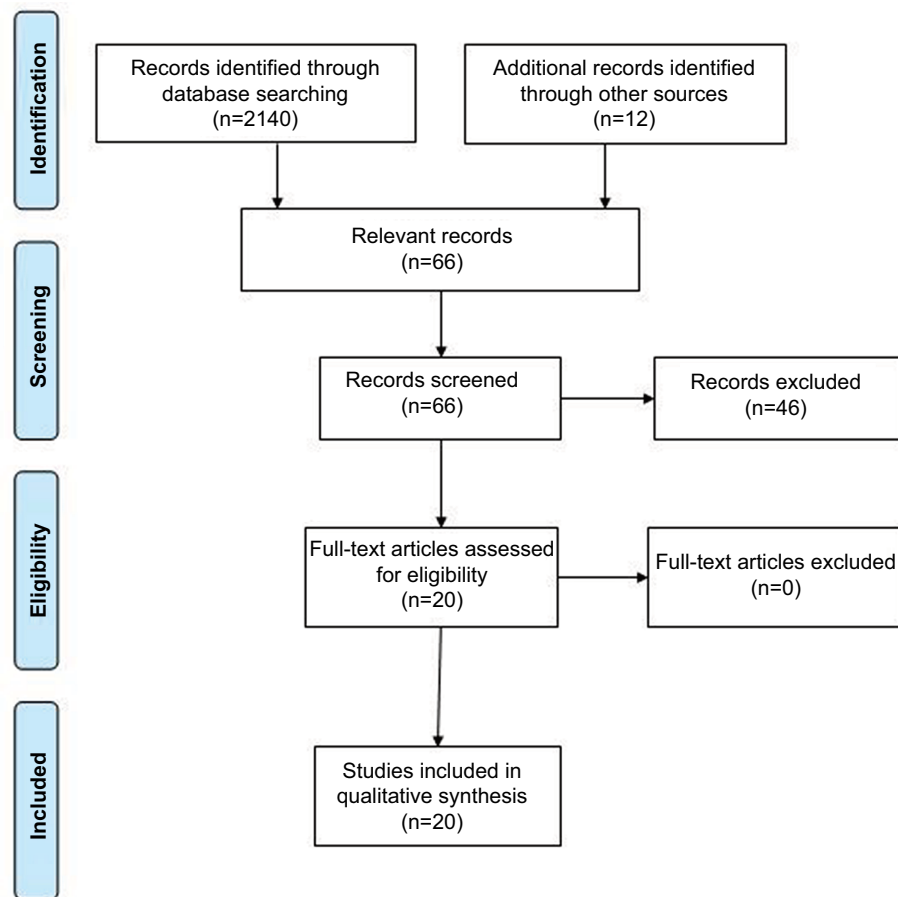 Identification
Records identified through
database searching
(n=2140)
Additional records identified
through other sources
(n=12)
Relevant records
(n=66)
Screening
Records screened
(n=66)
Records excluded
(n=46)
Eligibility
Full-text articles assessed
for eligibility
(n=20)
Full-text articles excluded
(n=0)
Included
Studies included in
qualitative synthesis
(n=20)